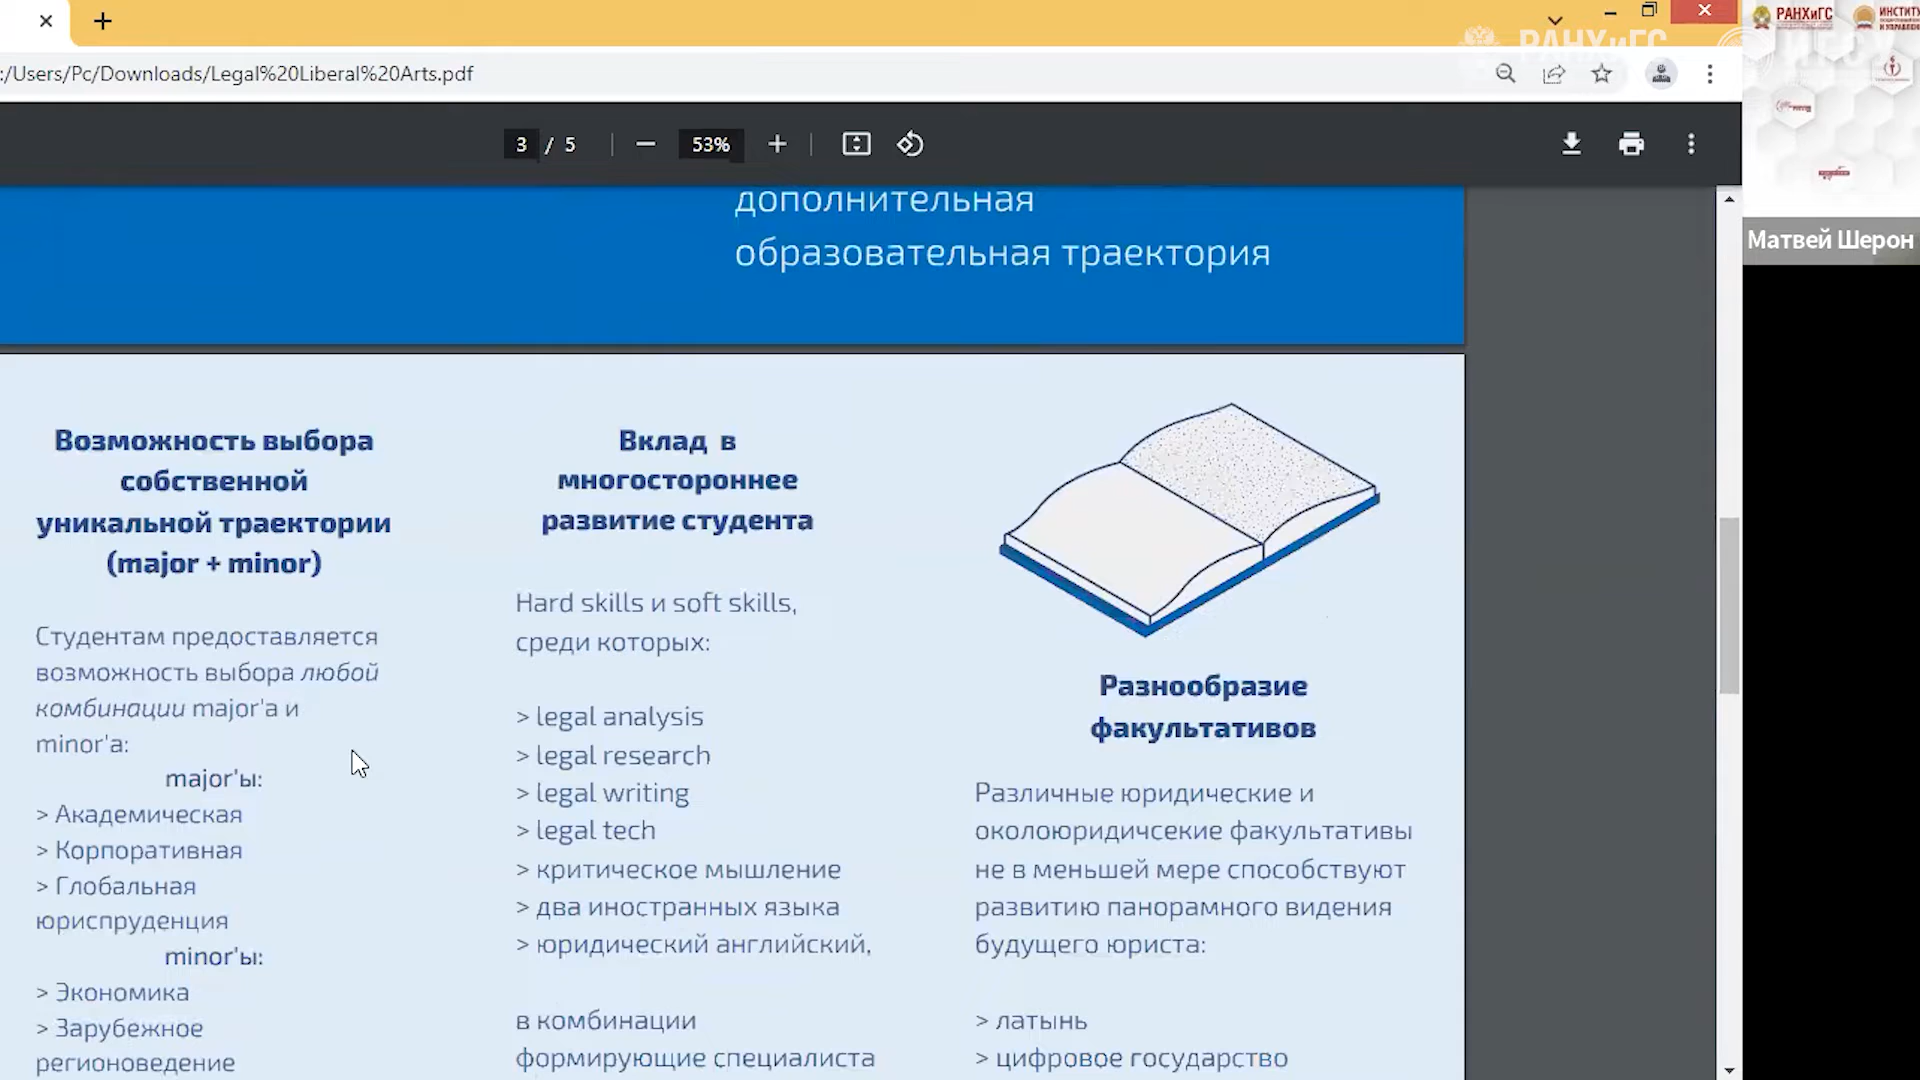 :/Users/Pc/Downloads/Legal%20Liberal%20Arts.pdf
РАНХиГС
РАНХиГС
3 / 5
53%
дополнительная
образовательная траектория
Матвей Шерон
Возможность выбора
собственной
уникальной траектории
(major + minor)
Студентам предоставляется
возможность выбора любой
комбинации major'а и
minor'а:
major'ы:
> Академическая
> Корпоративная
> Глобальная
юриспруденция
minor'ы:
> Экономика
> Зарубежное
регионоведение
Вклад в
многостороннее
развитие студента
Hard skills и soft skills,
среди которых:
> legal analysis
> legal research
> legal writing
> legal tech
> критическое мышление
> два иностранных языка
> юридический английский,
в комбинации
формирующие специалиста
Разнообразие
факультативов
Различные юридические и
околоюридичсекие факультативы
не в меньшей мере способствуют
развитию панорамного видения
будущего юриста:
> латынь
> цифровое государство